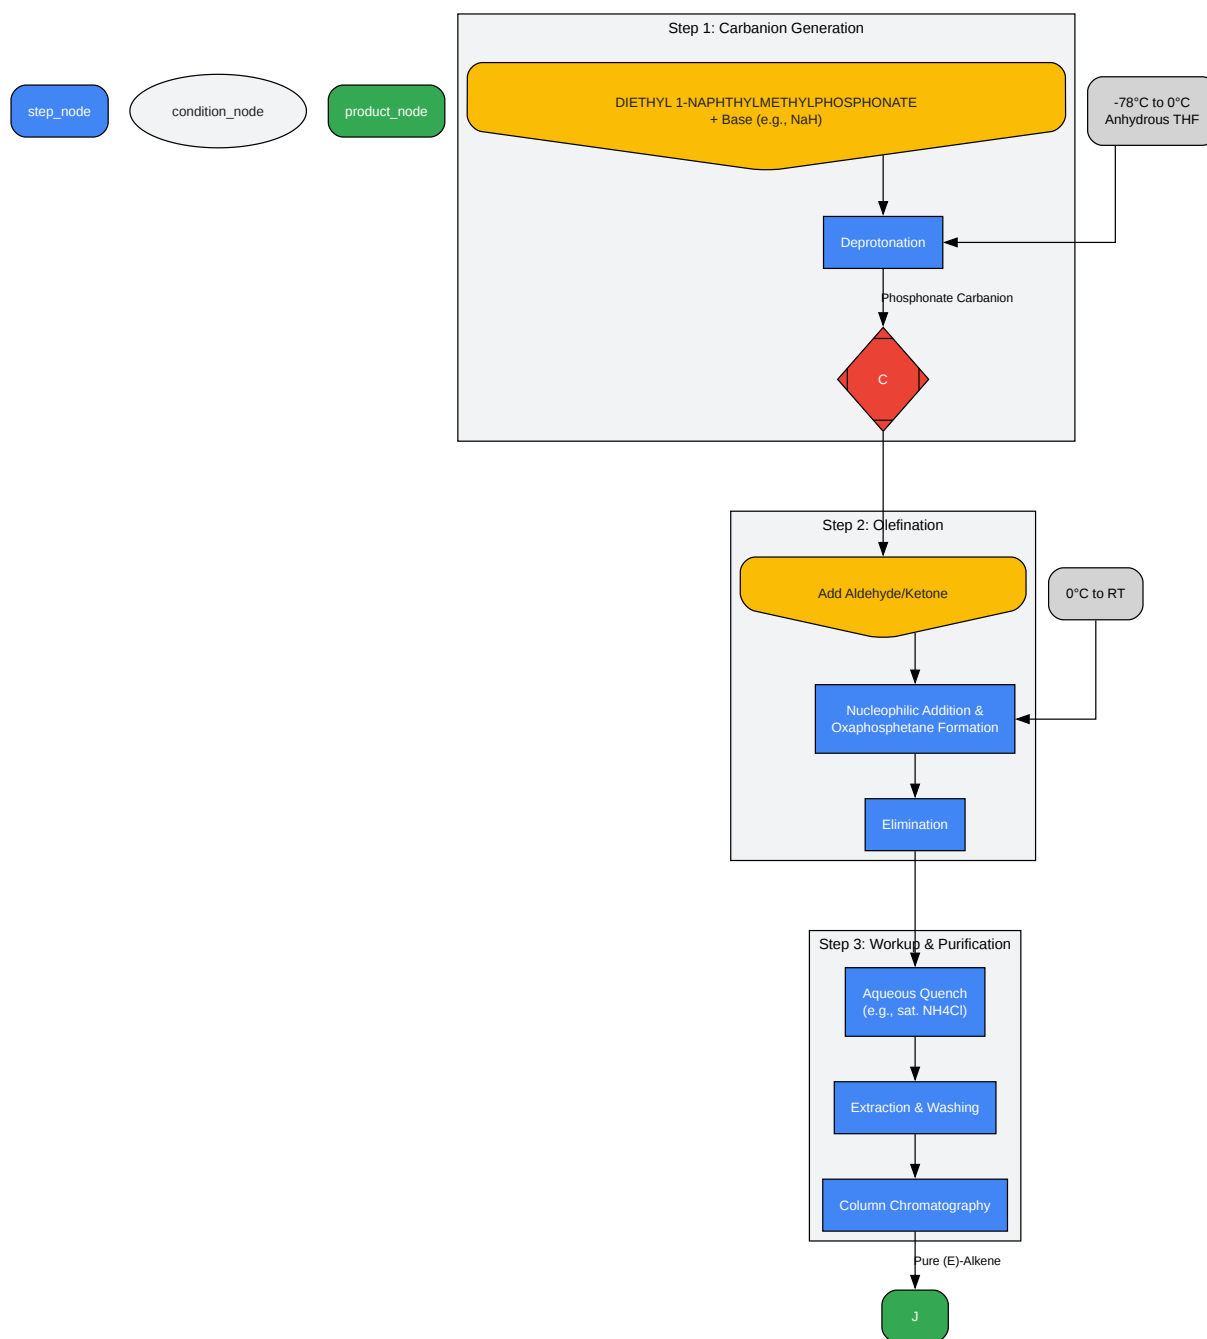 Step 1: Carbanion Generation
step_node
condition_node
product_node
DIETHYL 1-NAPHTHYLMETHYLPHOSPHONATE
+ Base (e.g., NaH)
-78°C to 0°C
Anhydrous THF
Deprotonation
Phosphonate Carbanion
C
Step 2: Olefination
Add Aldehyde/Ketone
0°C to RT
Nucleophilic Addition &
Oxaphosphetane Formation
Elimination
Step 3: Workup & Purification
Aqueous Quench
(e.g., sat. NH4Cl)
Extraction & Washing
Column Chromatography
Pure (E)-Alkene
J